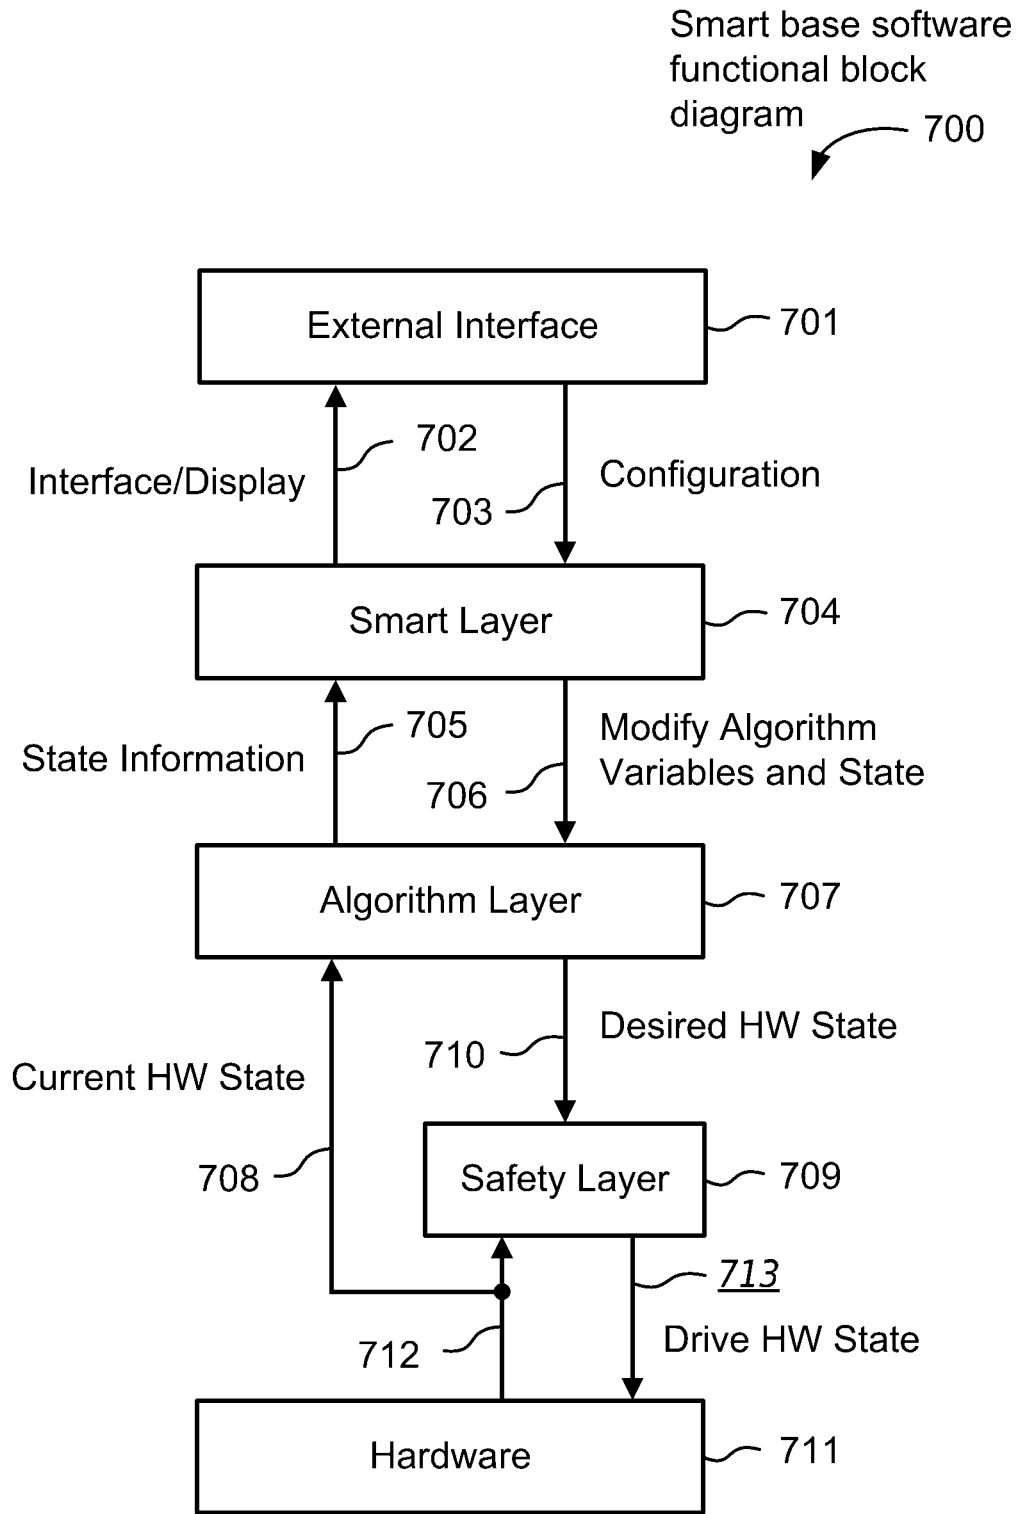 Smart base software
functional block
diagram
700
External Interface
701
702
Interface/Display
Configuration
703
Smart Layer
704
705
State Information
Modify Algorithm
Variables and State
706
Algorithm Layer
707
Desired HW State
710
Current HW State
708
Safety Layer
709
713
Drive HW State
712
Hardware
711